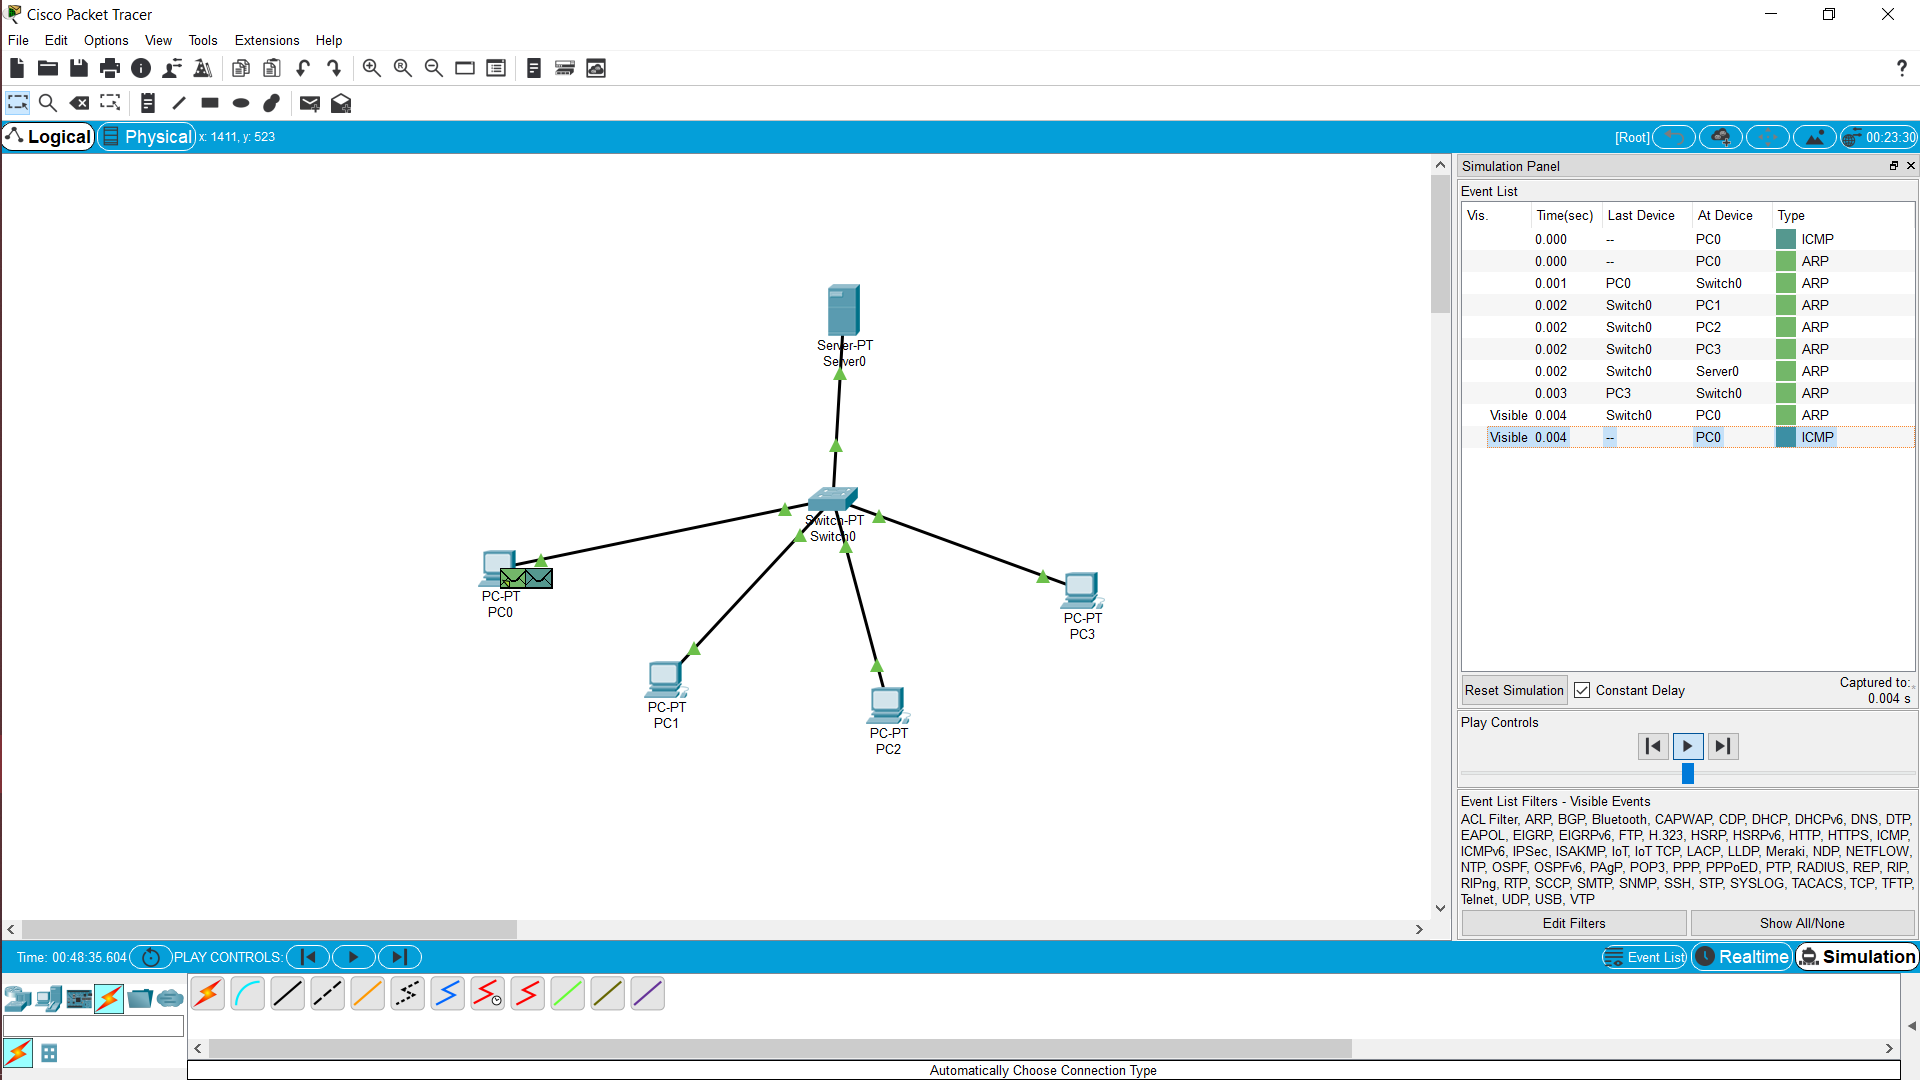 Cisco Packet Tracer
File Edit Options View Tools Extensions Help
?
Logical Physical x: 1411, y: 523 [Root] 00:23:30
Simulation Panel
Event List
Vis. Time(sec) Last Device At Device Type
0.000 -- PC0 ICMP
0.000 -- PC0 ARP
0.001 PC0 Switch0 ARP
0.002 Switch0 PC1 ARP
0.002 Switch0 PC2 ARP
0.002 Switch0 PC3 ARP
0.002 Switch0 Server0 ARP
0.003 PC3 Switch0 ARP
Visible 0.004 Switch0 PC0 ARP
Visible 0.004 -- PC0 ICMP
Server-PT
Server0
Switch-PT
Switch0
PC-PT
PC0
PC-PT
PC3
PC-PT
PC1
PC-PT
PC2
Reset Simulation Constant Delay Captured to:
0.004 s
Play Controls
Event List Filters - Visible Events
ACL Filter, ARP, BGP, Bluetooth, CAPWAP, CDP, DHCP, DHCPv6, DNS, DTP,
EAPOL, EIGRP, EIGRPv6, FTP, H.323, HSRP, HSRPv6, HTTP, HTTPS, ICMP,
ICMPv6, IPSec, ISAKMP, IoT, IoT TCP, LACP, LLDP, Meraki, NDP, NETFLOW,
NTP, OSPF, OSPFv6, PAgP, POP3, PPP, PPPoED, PTP, RADIUS, REP, RIP,
RIPng, RTP, SCCP, SMTP, SNMP, SSH, STP, SYSLOG, TACACS, TCP, TFTP,
Telnet, UDP, USB, VTP
Edit Filters Show All/None
Time: 00:48:35.604 PLAY CONTROLS: Event List Realtime Simulation
Automatically Choose Connection Type